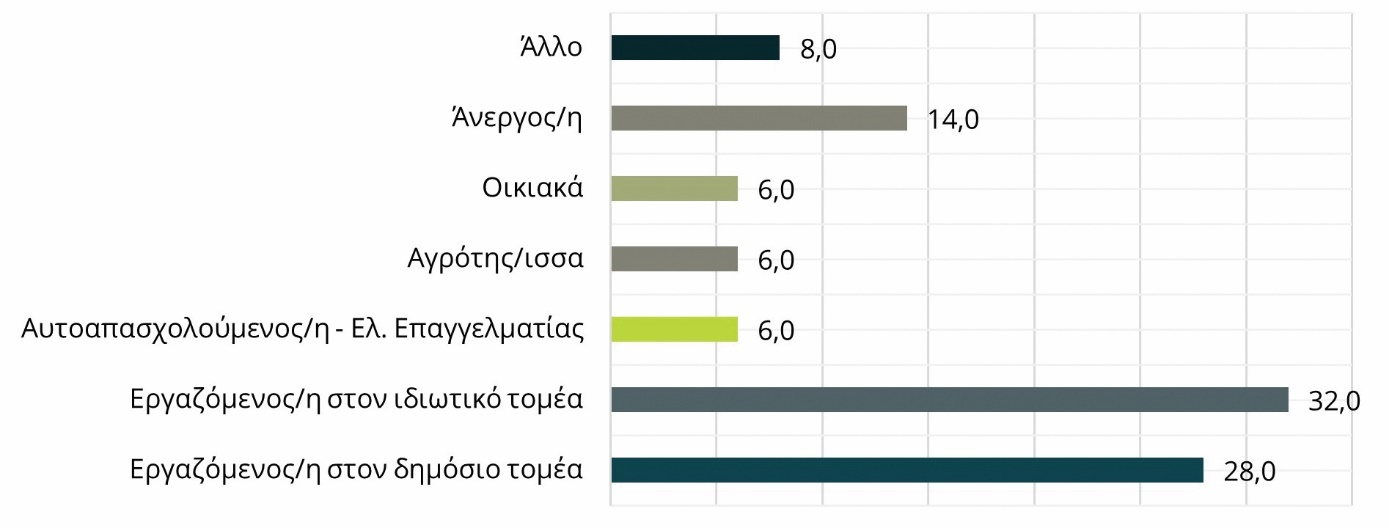 Άλλο 8,0
Άνεργος/η 14,0
Οικιακά 6,0
Αγρότης/ισσα 6,0
Αυτοαπασχολούμενος/η - Ελ. Επαγγελματίας 6,0
Εργαζόμενος/η στον ιδιωτικό τομέα 32,0
Εργαζόμενος/η στον δημόσιο τομέα 28,0